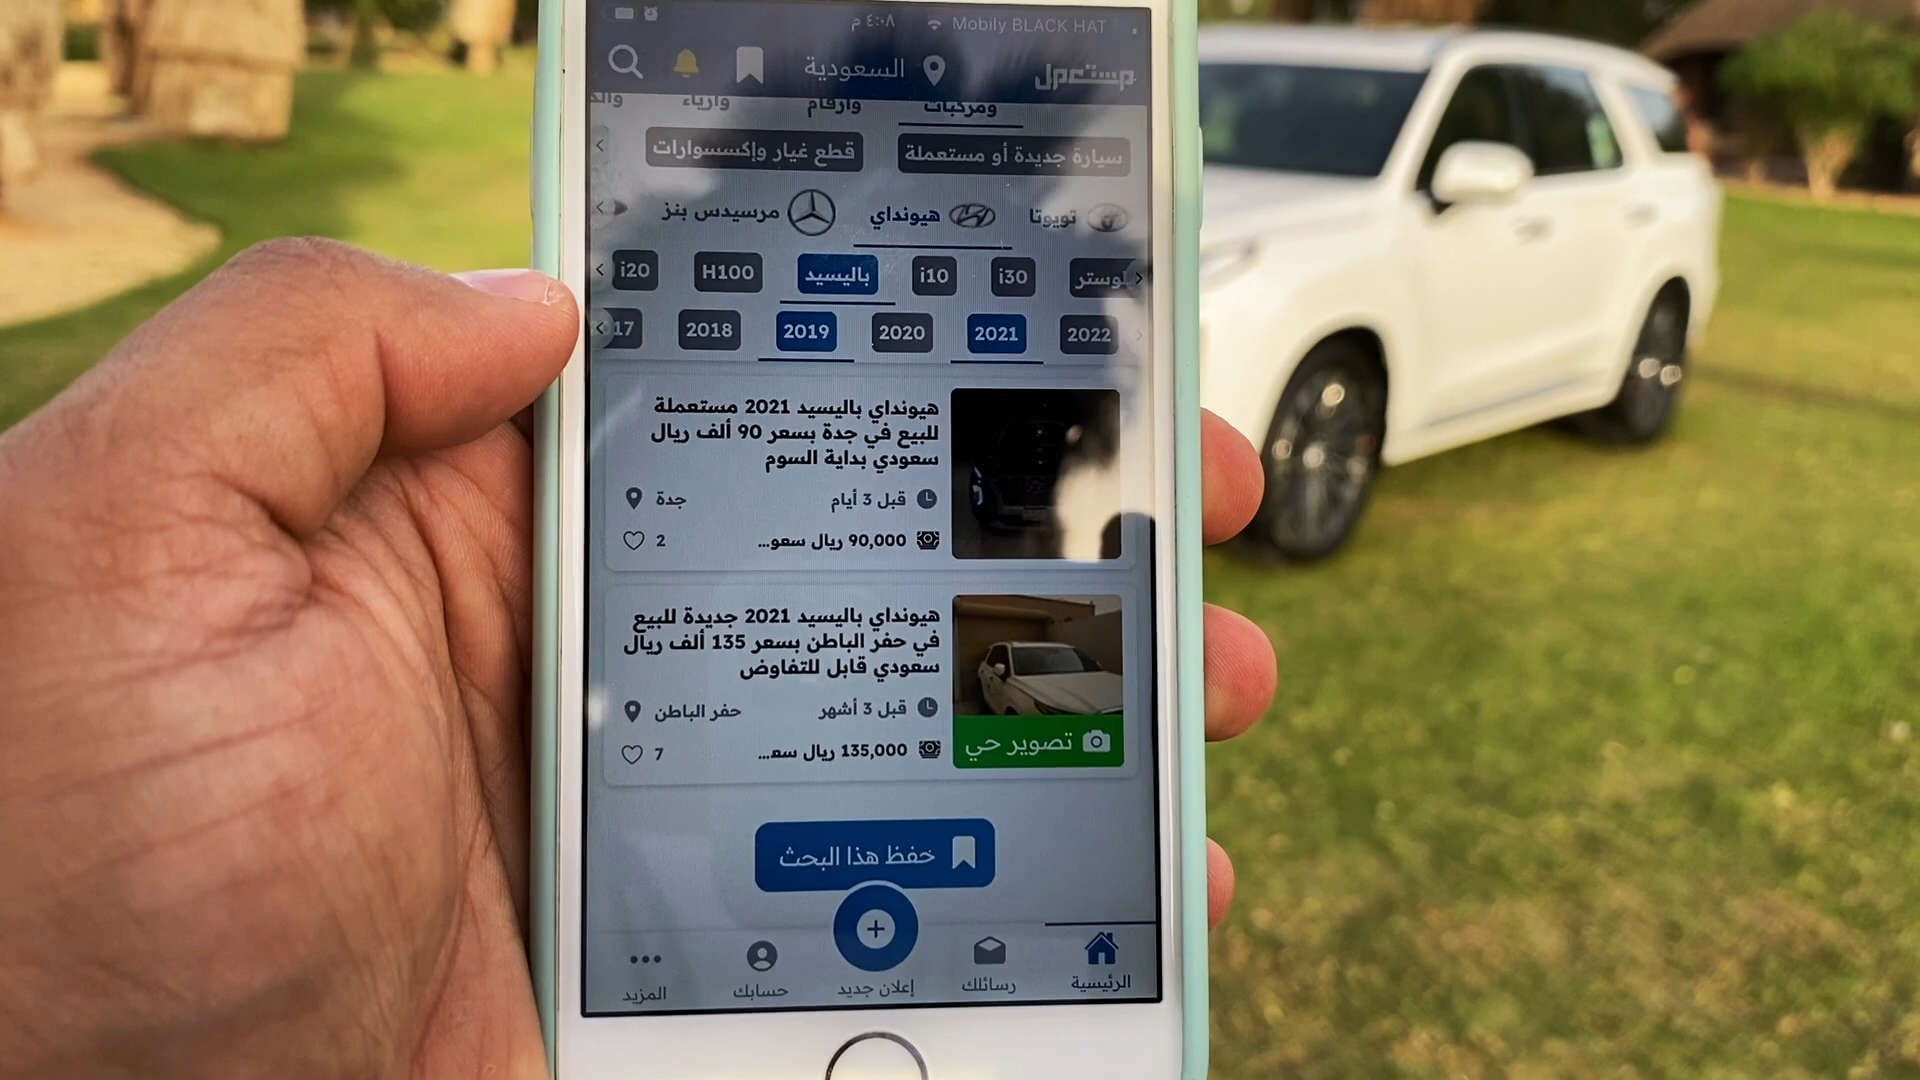 ٤:٠٨ م Mobily BLACK HAT
مستعمل السعودية
ومركبات وأرقام وأزياء
سيارة جديدة أو مستعملة قطع غيار وإكسسوارات
تويوتا هيونداي مرسيدس بنز
i30 i10 باليسيد H100 i20
2022 2021 2020 2019 2018 17
هيونداي باليسيد 2021 مستعملة
للبيع في جدة بسعر 90 ألف ريال
سعودي بداية السوم
قبل 3 أيام جدة
90,000 ريال سعو... 2
هيونداي باليسيد 2021 جديدة للبيع
في حفر الباطن بسعر 135 ألف ريال
سعودي قابل للتفاوض
قبل 3 أشهر حفر الباطن
135,000 ريال سعـ... 7
تصوير حي
حفظ هذا البحث
الرئيسية رسائلك إعلان جديد حسابك المزيد